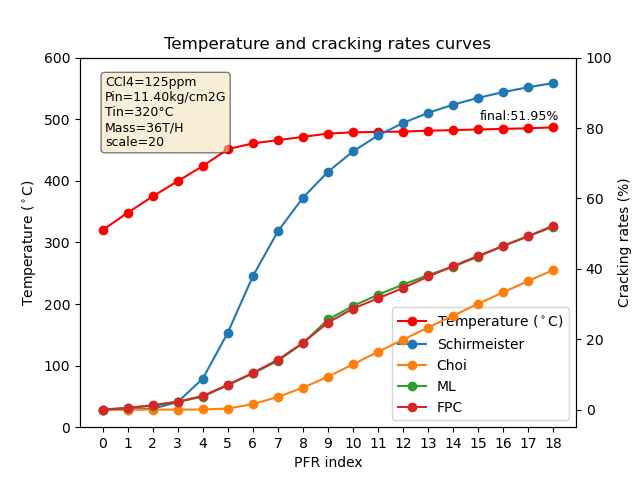 Temperature and cracking rates curves
CCl4=125ppm
Pin=11.40kg/cm2G
Tin=320°C
Mass=36T/H
scale=20
final:51.95%
Temperature (°C)
600
500
400
300
200
100
0
Cracking rates (%)
100
80
60
40
20
0
Temperature (°C)
Schirmeister
Choi
ML
FPC
0 1 2 3 4 5 6 7 8 9 10 11 12 13 14 15 16 17 18
PFR index